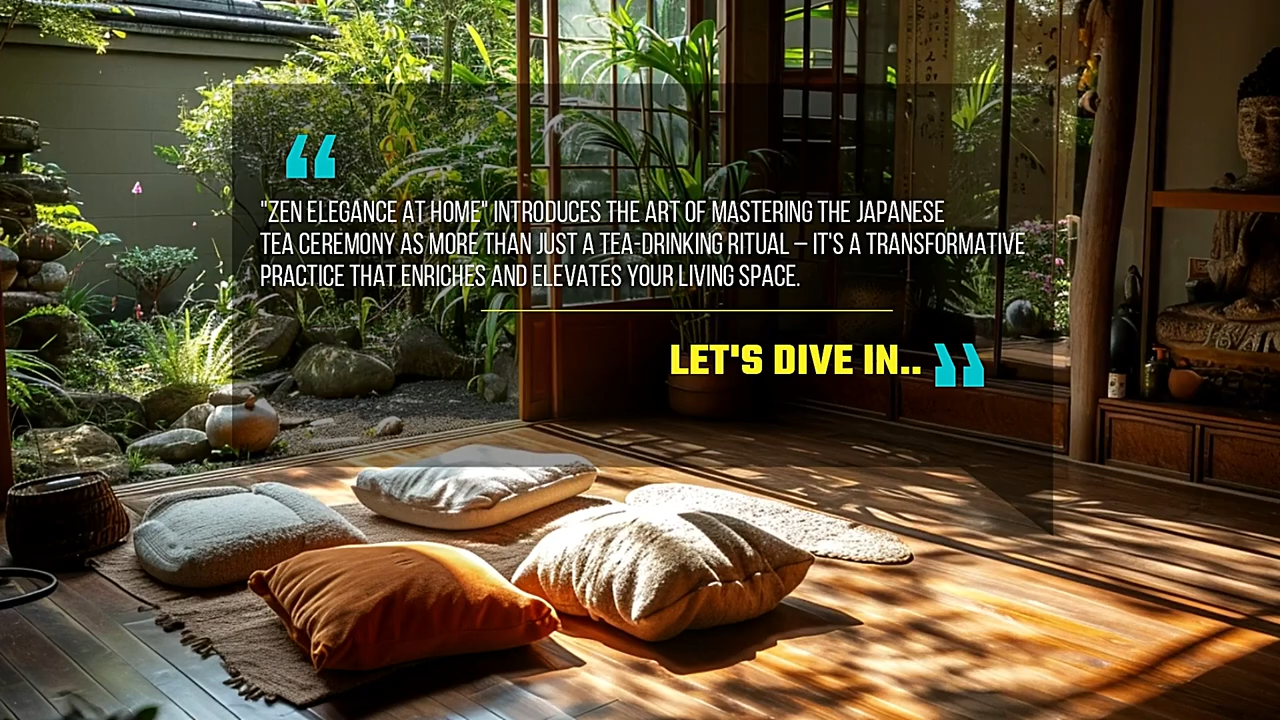 "ZEN ELEGANCE AT HOME" INTRODUCES THE ART OF MASTERING THE JAPANESE
TEA CEREMONY AS MORE THAN JUST A TEA-DRINKING RITUAL – IT'S A TRANSFORMATIVE
PRACTICE THAT ENRICHES AND ELEVATES YOUR LIVING SPACE.
LET'S DIVE IN..